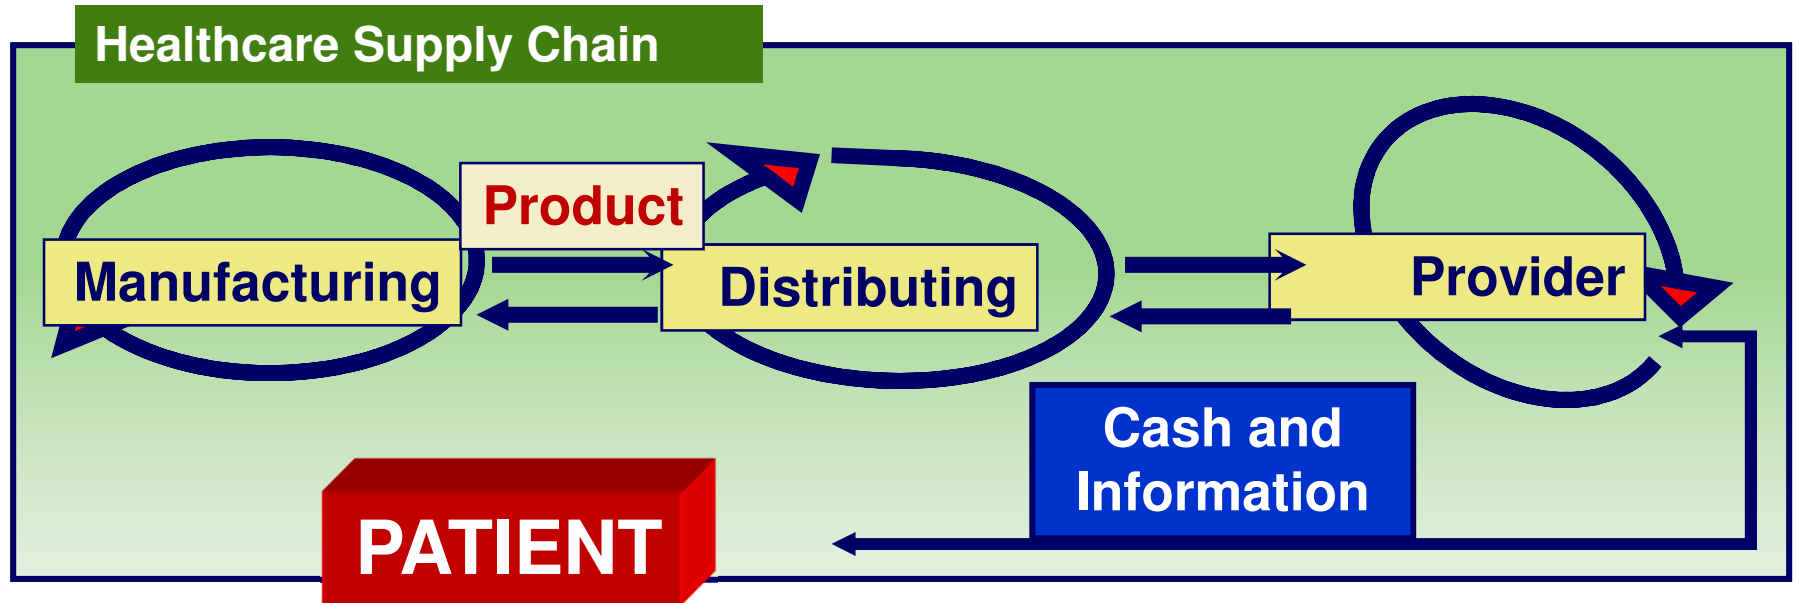 Healthcare Supply Chain
Product
Manufacturing
Distributing
Provider
Cash and
Information
PATIENT